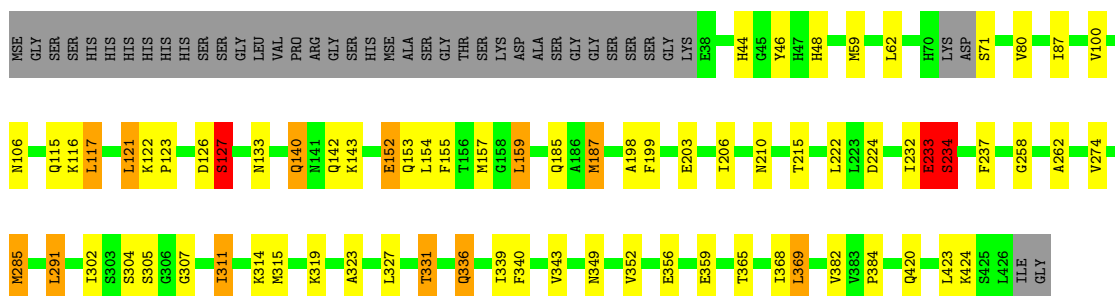 MSE GLY SER SER HIS HIS HIS HIS HIS HIS SER SER GLY LEU VAL PRO ARG GLY SER HIS MSE ALA SER GLY THR SER LYS ASP ALA SER GLY GLY SER SER SER GLY LYS E38 H44 G45 Y46 H47 H48 M59 L62 H70 LYS ASP S71 V80 I87 V100
N106 Q115 K116 L117 L121 K122 P123 D126 S127 N133 Q140 N141 Q142 K143 E152 Q153 L154 F155 T156 M157 G158 L159 Q185 A186 M187 A198 F199 E203 I206 N210 T215 L222 L223 D224 I232 E233 S234 F237 G258 A262 V274
M285 L291 I302 S303 S304 S305 G306 G307 I311 K314 M315 K319 A323 L327 T331 Q336 I339 F340 V343 N349 V352 E356 E359 T365 I368 L369 V382 V383 P384 Q420 L423 K424 S425 L426 ILE GLY